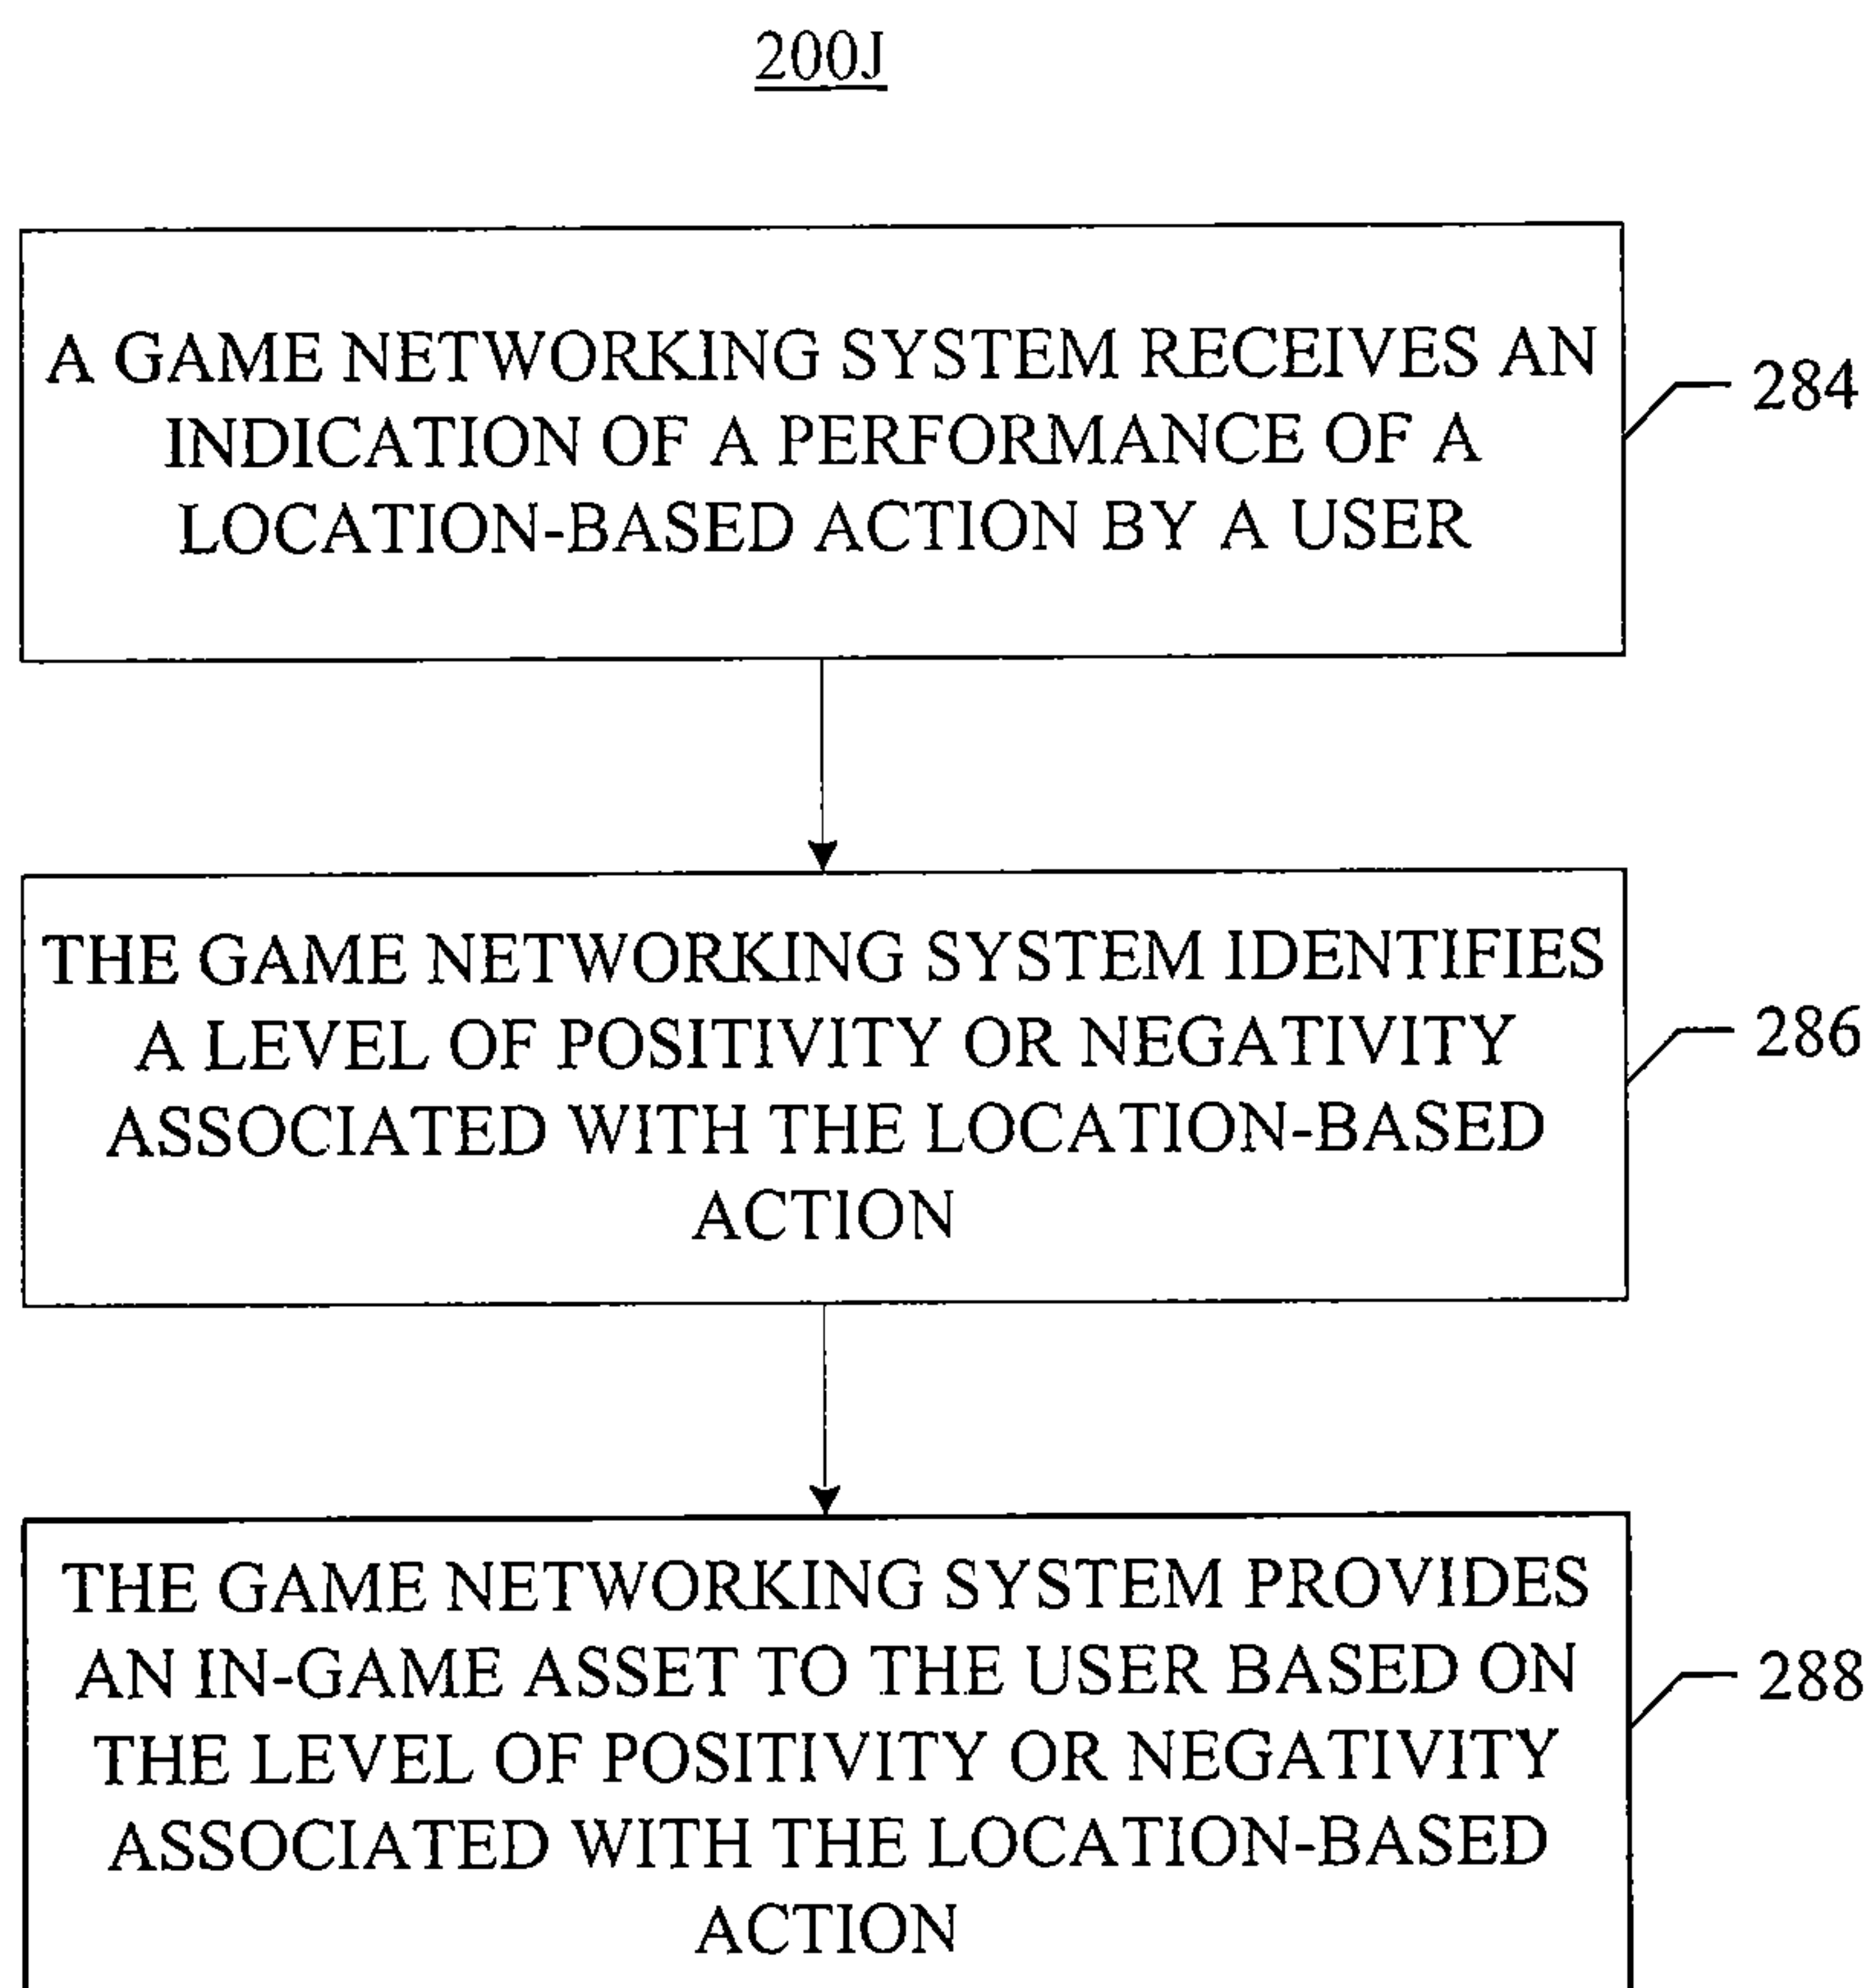 200J
A GAME NETWORKING SYSTEM RECEIVES AN
INDICATION OF A PERFORMANCE OF A
LOCATION-BASED ACTION BY A USER
284
THE GAME NETWORKING SYSTEM IDENTIFIES
A LEVEL OF POSITIVITY OR NEGATIVITY
ASSOCIATED WITH THE LOCATION-BASED
ACTION
286
THE GAME NETWORKING SYSTEM PROVIDES
AN IN-GAME ASSET TO THE USER BASED ON
THE LEVEL OF POSITIVITY OR NEGATIVITY
ASSOCIATED WITH THE LOCATION-BASED
ACTION
288